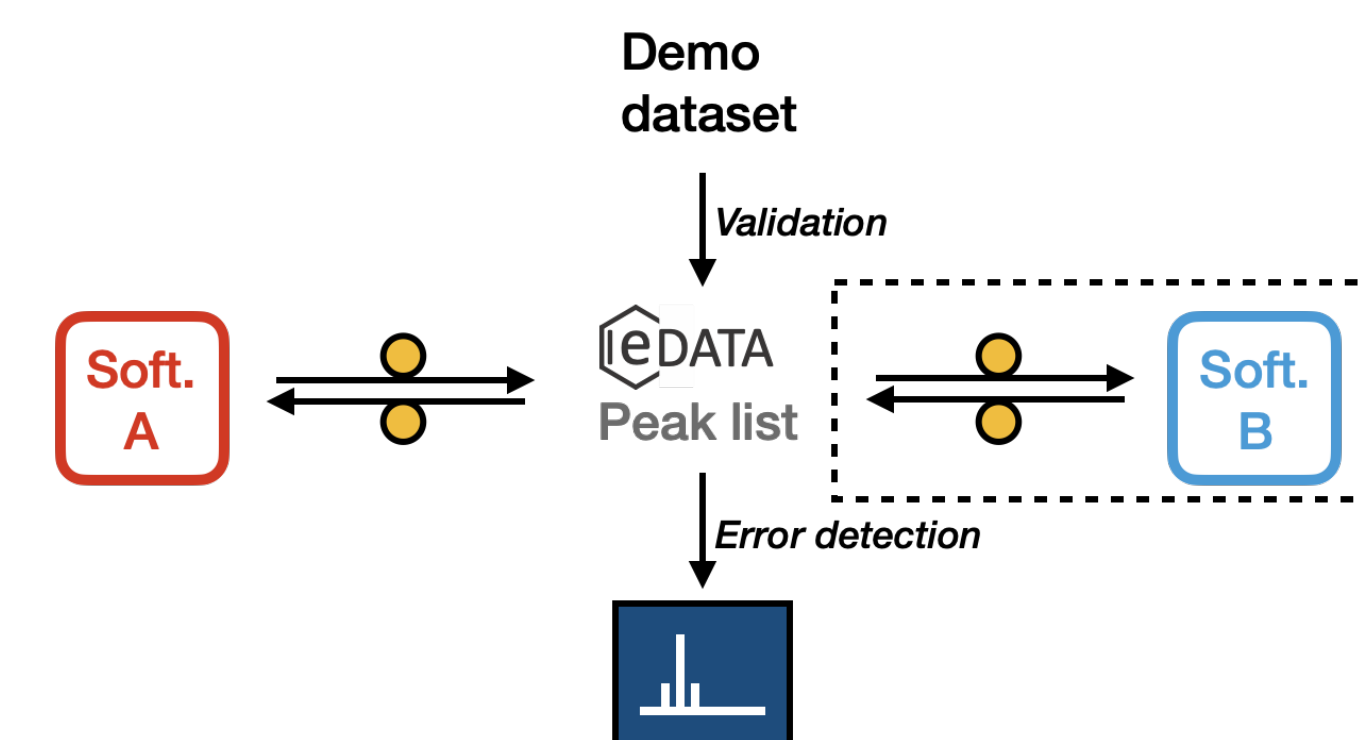 Demo
dataset
Validation
Soft.
A
eDATA
Peak list
Soft.
B
Error detection